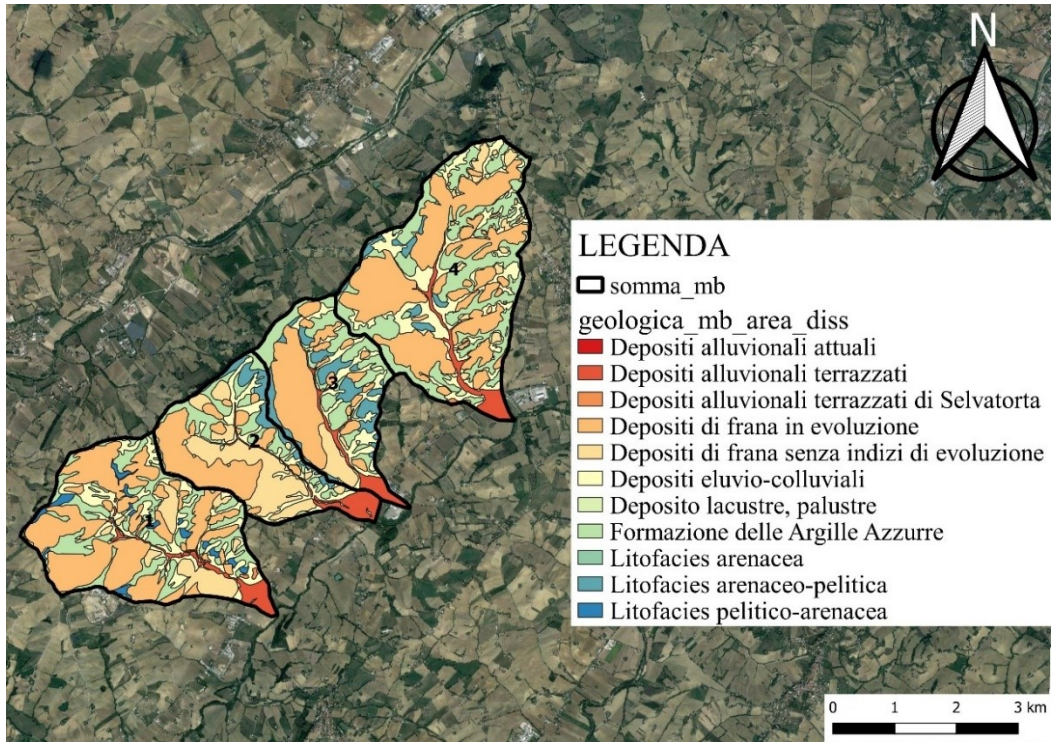 N
4
3
2
1
LEGENDA
somma_mb
geologica_mb_area_diss
Depositi alluvionali attuali
Depositi alluvionali terrazzati
Depositi alluvionali terrazzati di Selvatorta
Depositi di frana in evoluzione
Depositi di frana senza indizi di evoluzione
Depositi eluvio-colluviali
Deposito lacustre, palustre
Formazione delle Argille Azzurre
Litofacies arenacea
Litofacies arenaceo-pelitica
Litofacies pelitico-arenacea
0 1 2 3 km